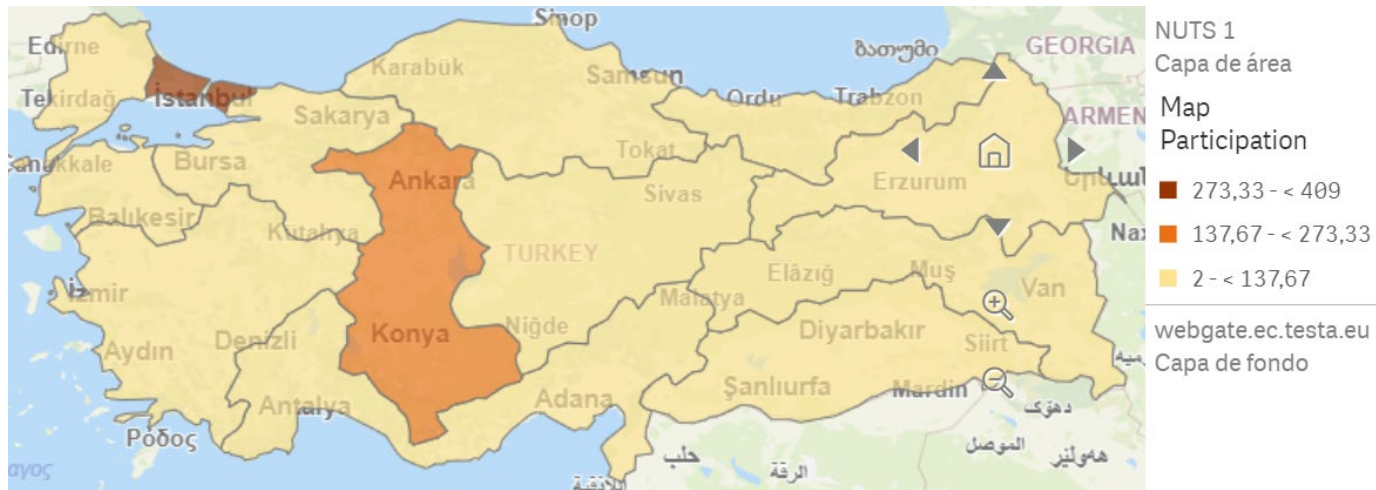 Sinop
Edirne
ბათუმი
GEORGIA
Karabük
Samsun
Tekirdağ
İstanbul
Ordu
Trabzon
ARMEN
Sakarya
Bursa
Tokat
Ankara
Erzurum
Sivas
Balıkesir
Kütahya
TURKEY
Elâzığ
Muş
Van
İzmir
Malatya
Konya
Niğde
Diyarbakır
Denizli
Siirt
Aydın
Şanlıurfa
Mardin
Antalya
Adana
Ρόδος
دهۆک
حلب
الموصل
هەولێر
الرقة
اللاذقية
NUTS 1
Capa de área
Map
Participation
273,33 - < 409
137,67 - < 273,33
2 - < 137,67
webgate.ec.testa.eu
Capa de fondo